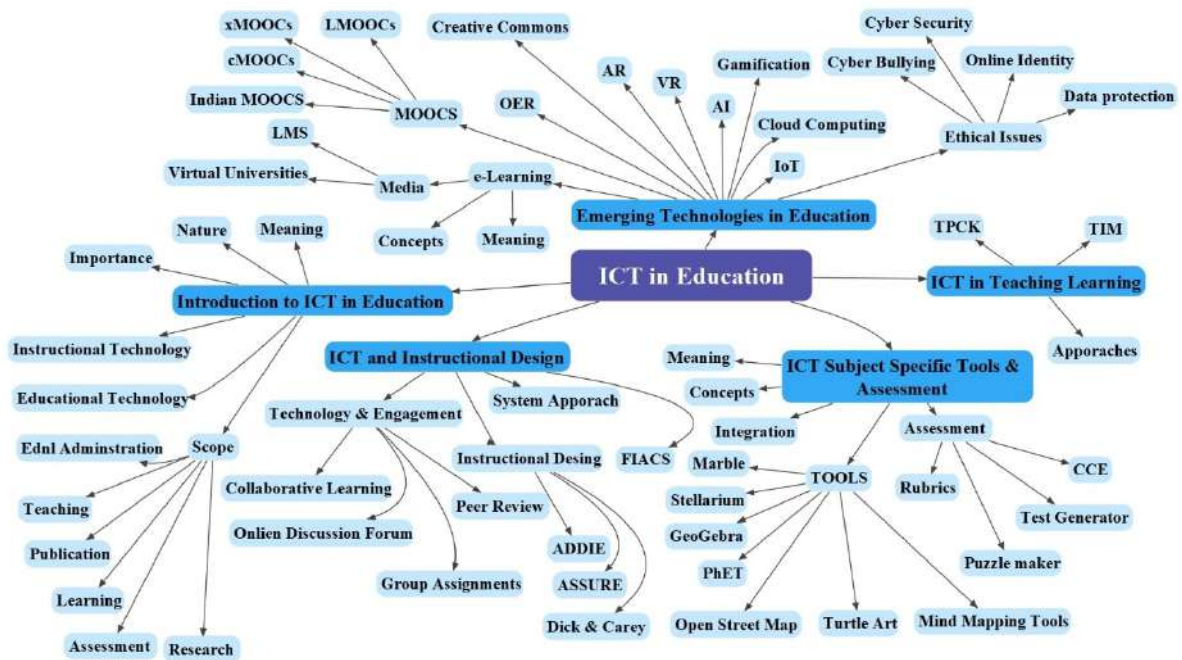 xMOOCs
LMOOCs
Creative Commons
Cyber Security
cMOOCs
AR
VR
Gamification
Cyber Bullying
Online Identity
Indian MOOCS
MOOCS
OER
AI
Data protection
LMS
Cloud Computing
Ethical Issues
Virtual Universities
Media
e-Learning
IoT
Emerging Technologies in Education
Nature
Meaning
Concepts
Meaning
TPCK
TIM
Importance
ICT in Education
Introduction to ICT in Education
ICT in Teaching Learning
Instructional Technology
ICT and Instructional Design
Meaning
ICT Subject Specific Tools &
Assessment
Apporaches
Educational Technology
Technology & Engagement
System Apporach
Concepts
Ednl Adminstration
Scope
Instructional Desing
FIACS
Integration
Assessment
Marble
TOOLS
CCE
Collaborative Learning
Peer Review
Stellarium
Rubrics
Teaching
Onlien Discussion Forum
GeoGebra
Test Generator
Publication
ADDIE
PhET
Puzzle maker
Learning
Group Assignments
ASSURE
Assessment
Research
Dick & Carey
Open Street Map
Turtle Art
Mind Mapping Tools